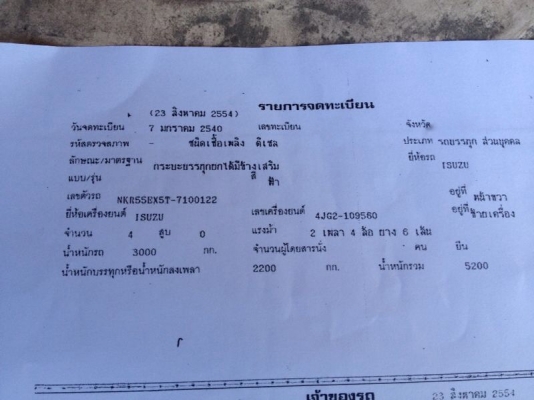 (23 สิงหาคม 2554) รายการจดทะเบียน
วันจดทะเบียน 7 มกราคม 2540 เลขทะเบียน จังหวัด
รหัสตรวจสภาพ - ชนิดเชื้อเพลิง ดีเซล ประเภท รถบรรทุก ส่วนบุคคล
ลักษณะ/มาตรฐาน กระบะบรรทุกยกได้มีข้างเสริม ยี่ห้อรถ ISUZU
แบบ/รุ่น สี ฟ้า
เลขตัวรถ NKR55EX5T-7100122 อยู่ที่ หน้าขวา
ยี่ห้อเครื่องยนต์ ISUZU เลขเครื่องยนต์ 4JG2-109560 อยู่ที่ ซ้ายเครื่อง
จำนวน 4 สูบ 0 แรงม้า 2 เพลา 4 ล้อ ยาง 6 เส้น
น้ำหนักรถ 3000 กก. จำนวนผู้โดยสารนั่ง คน ยืน
น้ำหนักบรรทุกหรือน้ำหนักลงเพลา 2200 กก. น้ำหนักรวม 5200
เจ้าของรถ 23 สิงหาคม 2554